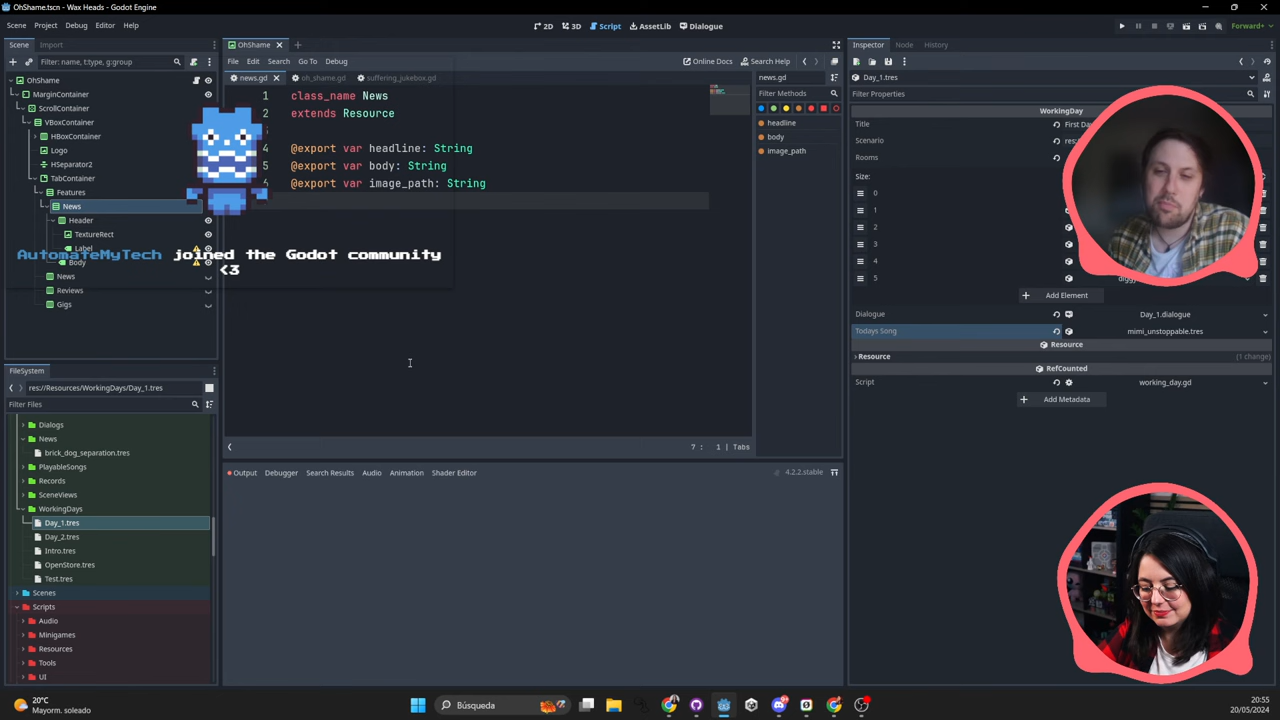 OhShame.tscn - Wax Heads - Godot Engine
Scene Project Debug Editor Help
2D 3D Script AssetLib Dialogue
Forward+
Scene Import
Filter: name, t:type, g:group
OhShame
MarginContainer
ScrollContainer
VBoxContainer
HBoxContainer
Logo
HSeparator2
TabContainer
Features
News
Header
TextureRect
Label
Body
News
Reviews
Gigs
AutomateMyTech joined the Godot community
<3
OhShame
File Edit Search Go To Debug
Online Docs Search Help
news.gd oh_shame.gd suffering_jukebox.gd
1 class_name News
2 extends Resource
4 @export var headline: String
5 @export var body: String
6 @export var image_path: String
news.gd
Filter Methods
headline
body
image_path
7 : 1 | Tabs
Output Debugger Search Results Audio Animation Shader Editor
4.2.2.stable
FileSystem
res://Resources/WorkingDays/Day_1.tres
Filter Files
Dialogs
News
brick_dog_separation.tres
PlayableSongs
Records
SceneViews
WorkingDays
Day_1.tres
Day_2.tres
Intro.tres
OpenStore.tres
Test.tres
Scenes
Scripts
Audio
Minigames
Resources
Tools
UI
Inspector Node History
Day_1.tres
Filter Properties
WorkingDay
Title First Da
Scenario res:
Rooms
Size:
0
1
2
3
4
5
Add Element
Dialogue Day_1.dialogue
Todays Song mimi_unstoppable.tres
Resource
Resource (1 change)
RefCounted
Script working_day.gd
Add Metadata
20°C
Mayorm. soleado
Búsqueda
20:55
20/05/2024